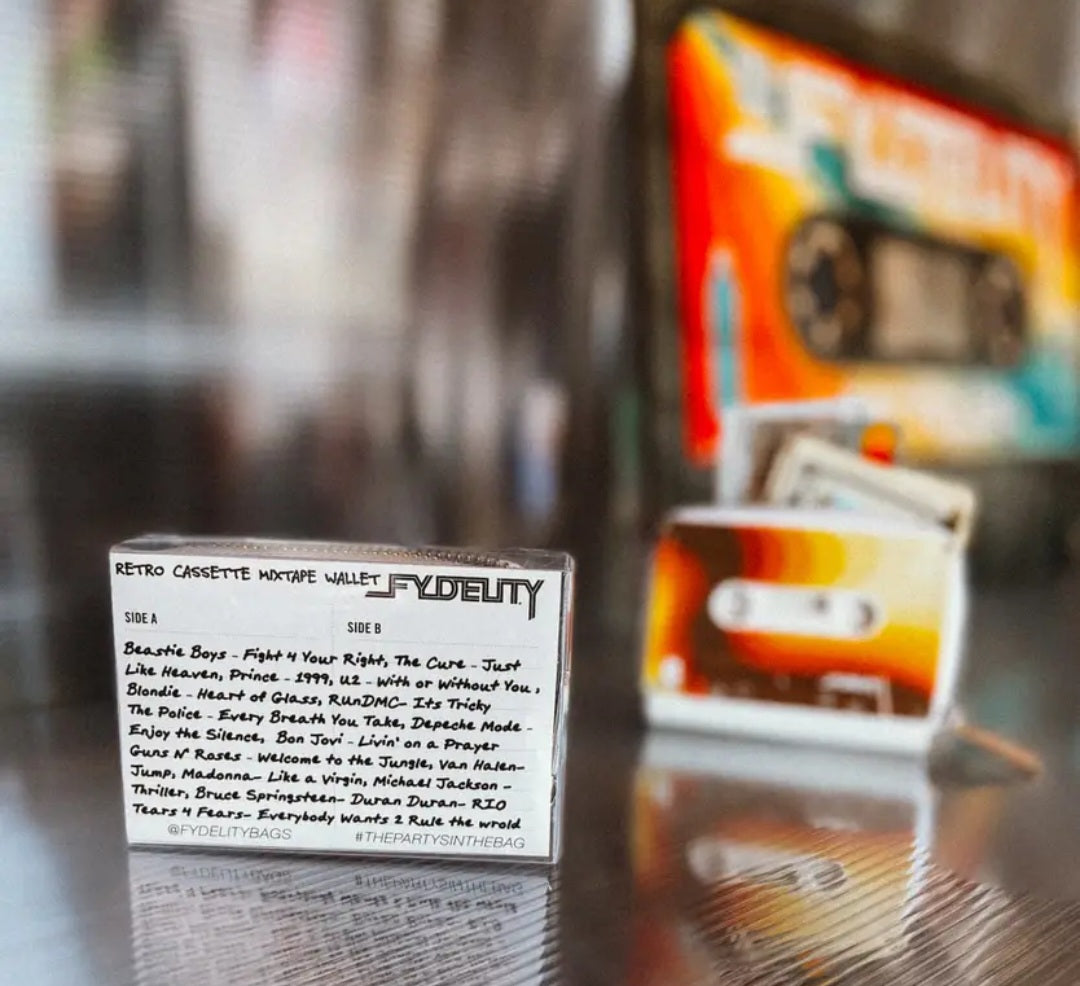 RETRO CASSETTE MIXTAPE WALLET FYDELITY
SIDE A
SIDE B
Beastie Boys - Fight 4 Your Right, The Cure - Just
Like Heaven, Prince - 1999, U2 - With or Without You,
Blondie - Heart of Glass, RunDMC- Its Tricky
The Police - Every Breath You Take, Depeche Mode -
Enjoy the Silence, Bon Jovi - Livin' on a Prayer
Guns N' Roses - Welcome to the Jungle, Van Halen-
Jump, Madonna- Like a Virgin, Michael Jackson -
Thriller, Bruce Springsteen- Duran Duran- RIO
Tears 4 Fears- Everybody Wants 2 Rule the wrold
@FYDELITYBAGS #THEPARTYSINTHEBAG